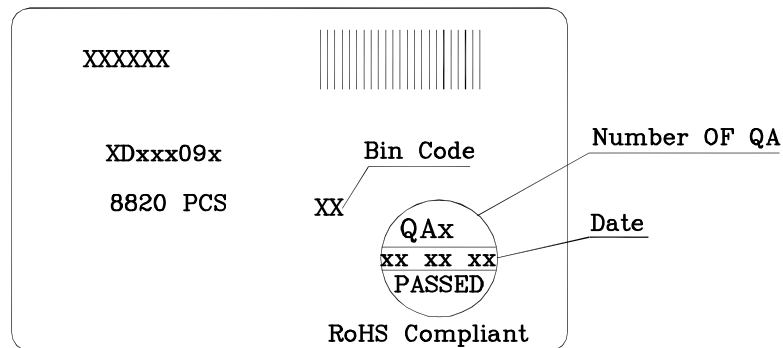 XXXXXX
XDxxx09x
8820 PCS
Bin Code
XX
Number OF QA
QAx
Date
xx xx xx
PASSED
RoHS Compliant